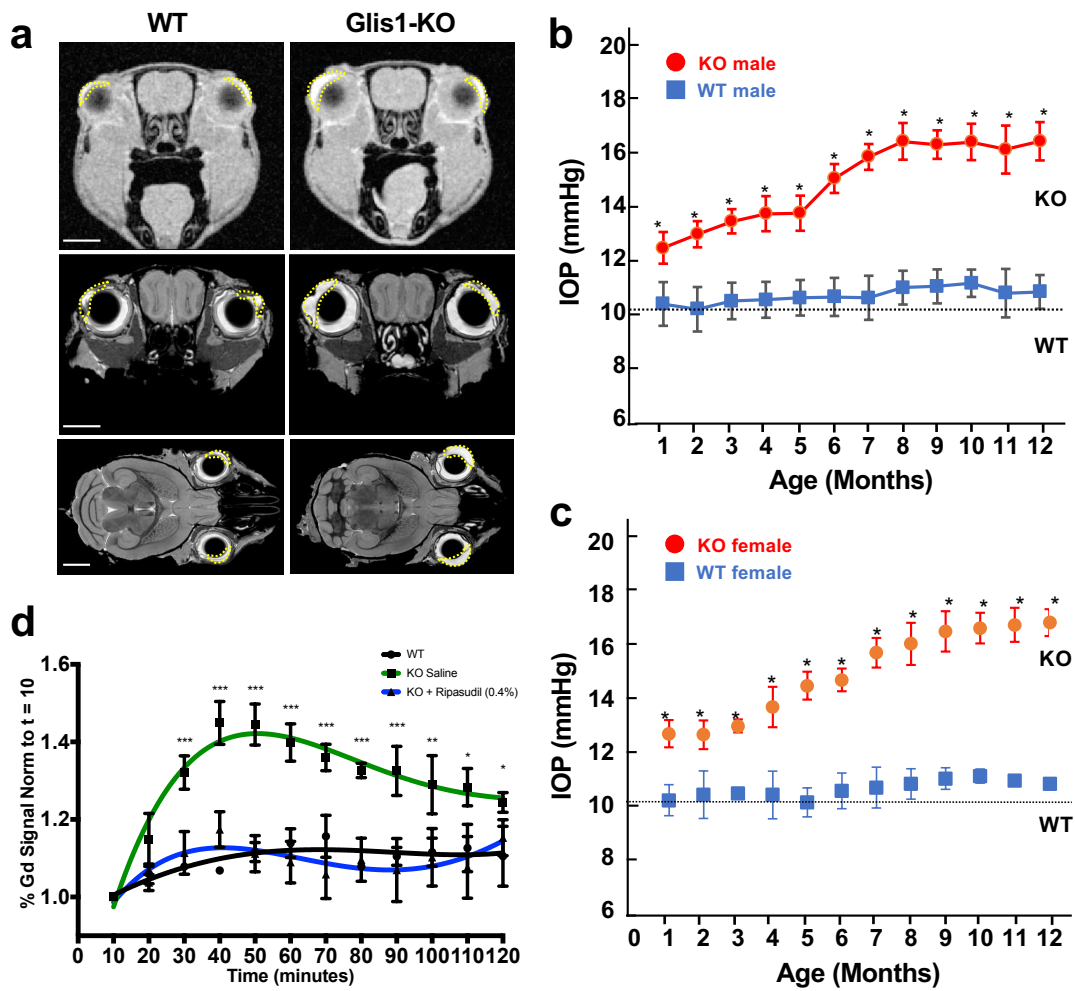 a
WT
Glis1-KO
b
20
18
16
14
12
10
8
6
IOP (mmHg)
KO male
WT male
* * * * * * * * * * * *
KO
WT
1 2 3 4 5 6 7 8 9 10 11 12
Age (Months)
c
20
18
16
14
12
10
8
6
IOP (mmHg)
KO female
WT female
* * * * * * * * * * * *
KO
WT
0 1 2 3 4 5 6 7 8 9 10 11 12
Age (Months)
d
1.6
1.4
1.2
1.0
% Gd Signal Norm to t = 10
WT
KO Saline
KO + Ripasudil (0.4%)
*** *** *** *** *** *** *** ** * *
0 10 20 30 40 50 60 70 80 90 100 110 120
Time (minutes)